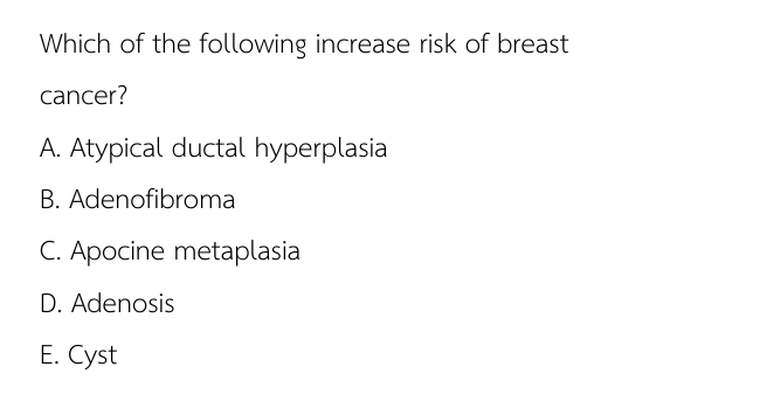 Which of the following increase risk of breast
cancer?
A. Atypical ductal hyperplasia
B. Adenofibroma
C. Apocine metaplasia
D. Adenosis
E. Cyst